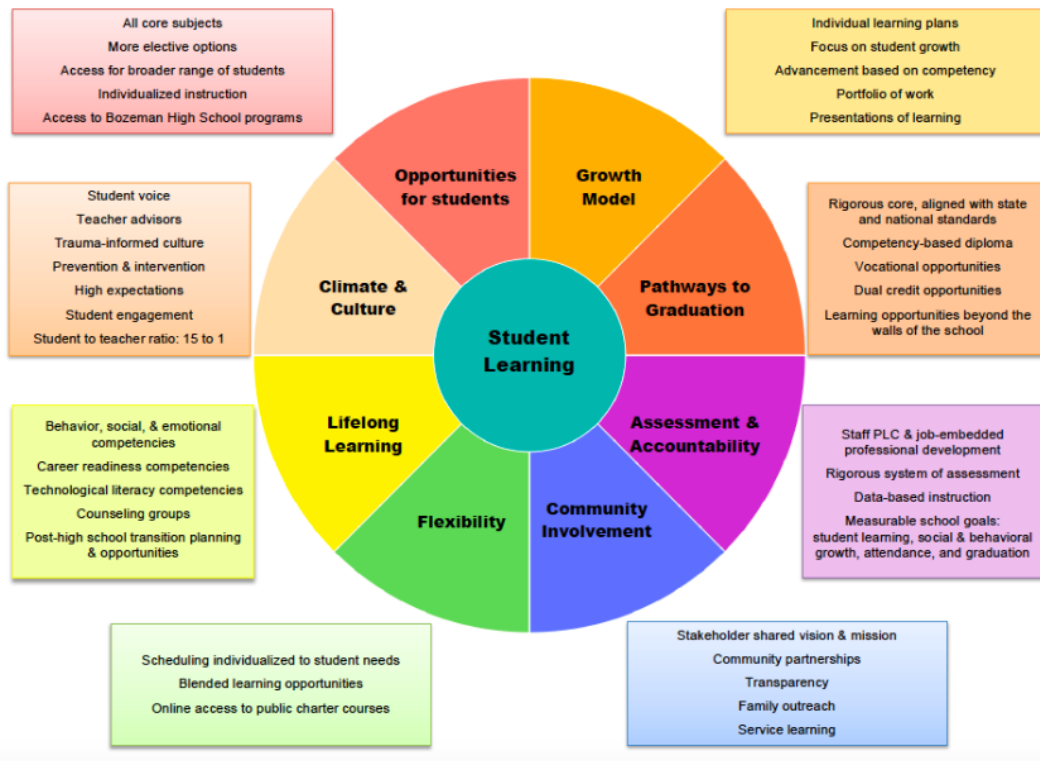 All core subjects
More elective options
Access for broader range of students
Individualized instruction
Access to Bozeman High School programs
Individual learning plans
Focus on student growth
Advancement based on competency
Portfolio of work
Presentations of learning
Opportunities
for students
Growth
Model
Student voice
Teacher advisors
Trauma-informed culture
Prevention & intervention
High expectations
Student engagement
Student to teacher ratio: 15 to 1
Climate &
Culture
Pathways to
Graduation
Rigorous core, aligned with state
and national standards
Competency-based diploma
Vocational opportunities
Dual credit opportunities
Learning opportunities beyond the
walls of the school
Student
Learning
Behavior, social, & emotional
competencies
Career readiness competencies
Technological literacy competencies
Counseling groups
Post-high school transition planning
& opportunities
Lifelong
Learning
Assessment &
Accountability
Staff PLC & job-embedded
professional development
Rigorous system of assessment
Data-based instruction
Measurable school goals:
student learning, social & behavioral
growth, attendance, and graduation
Flexibility
Community
Involvement
Scheduling individualized to student needs
Blended learning opportunities
Online access to public charter courses
Stakeholder shared vision & mission
Community partnerships
Transparency
Family outreach
Service learning